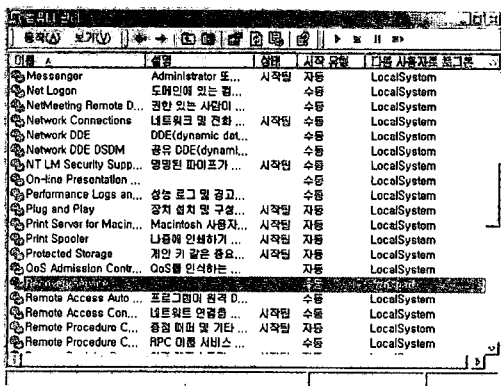 동작(A) 보기(V)
이름 설명 상태 시작 유형 다음 사용자로 로그온
Messenger Administrator 또... 시작됨 자동 LocalSystem
Net Logon 도메인에 있는 컴... 수동 LocalSystem
NetMeeting Remote D... 권한 있는 사람이 ... 수동 LocalSystem
Network Connections 네트워크 및 전화 ... 시작됨 수동 LocalSystem
Network DDE DDE(dynamic dat... 수동 LocalSystem
Network DDE DSDM 공유 DDE(dynami... 수동 LocalSystem
NT LM Security Supp... 명명된 파이프가 ... 시작됨 수동 LocalSystem
On-line Presentation ... 수동 LocalSystem
Performance Logs an... 성능 로그 및 경고... 수동 LocalSystem
Plug and Play 장치 설치 및 구성... 시작됨 자동 LocalSystem
Print Server for Macin... Macintosh 사용자... 시작됨 자동 LocalSystem
Print Spooler 나중에 인쇄하기 ... 시작됨 자동 LocalSystem
Protected Storage 개인 키 같은 중요... 시작됨 자동 LocalSystem
QoS Admission Contr... QoS를 인식하는 ... 수동 LocalSystem
Remote Access Auto ... 프로그램이 원격 D... 수동 LocalSystem
Remote Access Con... 네트워크 연결을 ... 시작됨 수동 LocalSystem
Remote Procedure C... 종점 매퍼 및 기타 ... 시작됨 자동 LocalSystem
Remote Procedure C... RPC 이름 서비스 ... 수동 LocalSystem